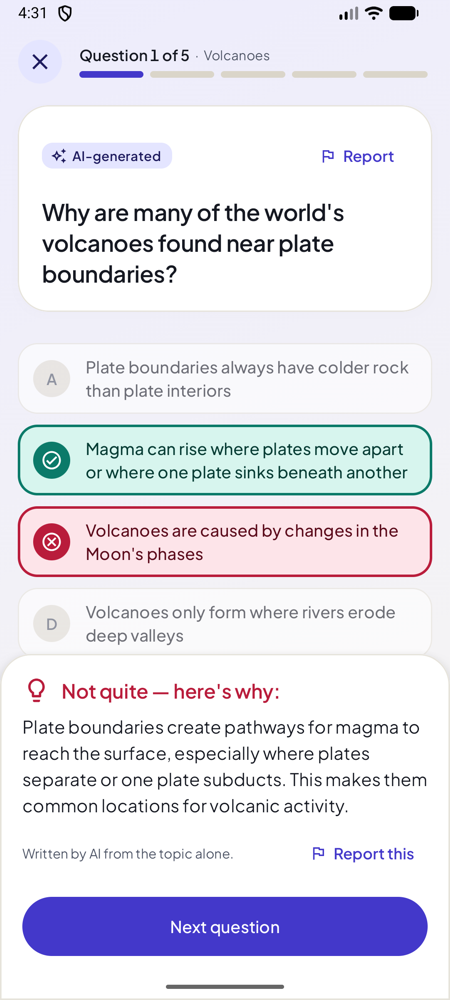 4:31
Question 1 of 5 · Volcanoes
AI-generated
Report
Why are many of the world's
volcanoes found near plate
boundaries?
A
Plate boundaries always have colder rock
than plate interiors
Magma can rise where plates move apart
or where one plate sinks beneath another
Volcanoes are caused by changes in the
Moon's phases
D
Volcanoes only form where rivers erode
deep valleys
Not quite — here's why:
Plate boundaries create pathways for magma to
reach the surface, especially where plates
separate or one plate subducts. This makes them
common locations for volcanic activity.
Written by AI from the topic alone.
Report this
Next question